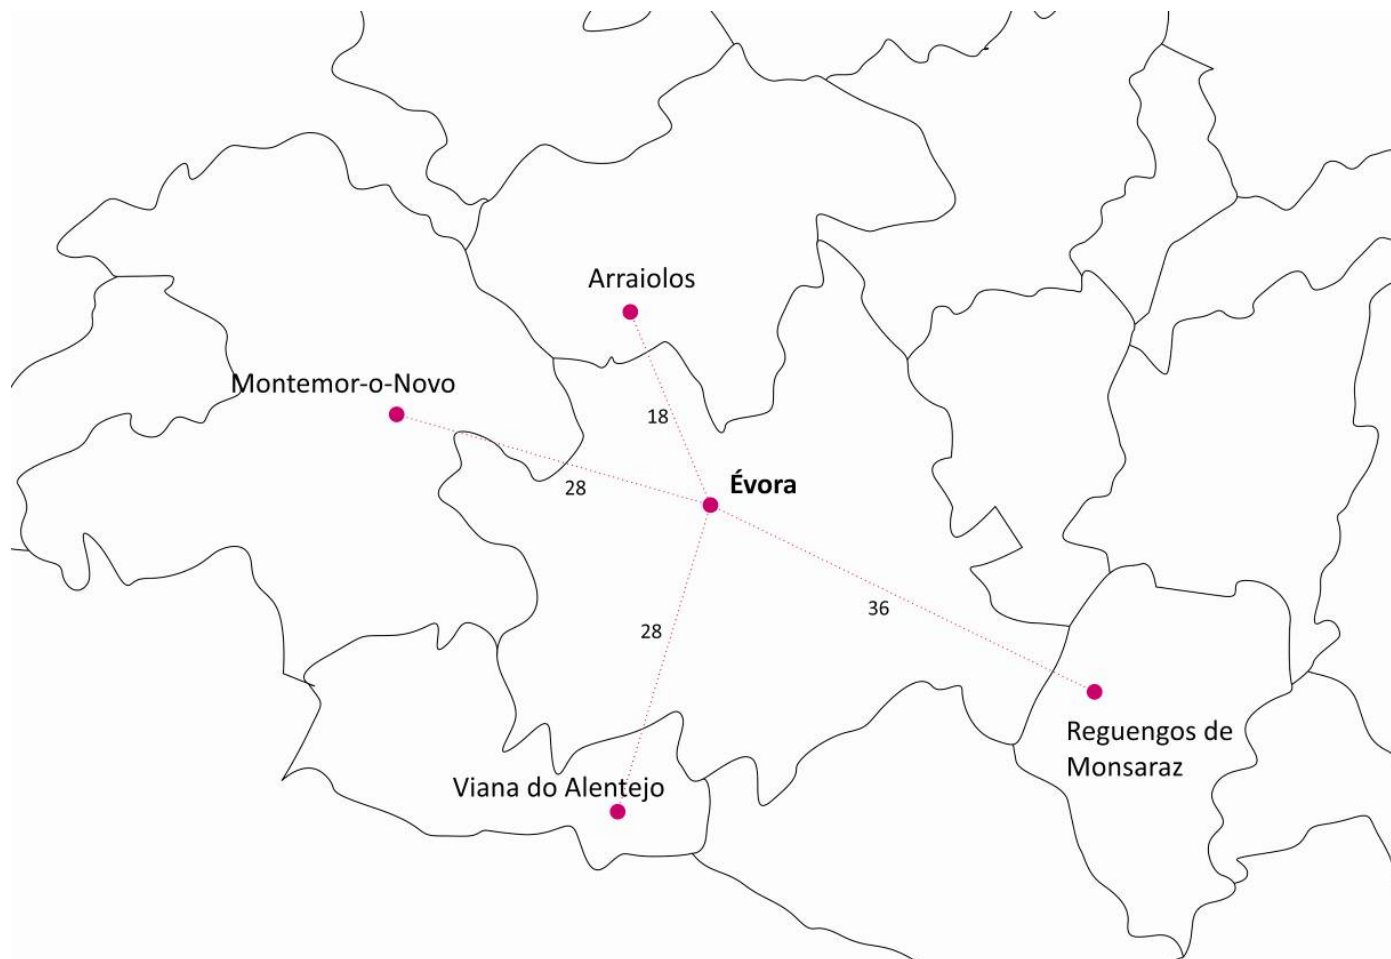 Arraiolos
Montemor-o-Novo
18
Évora
28
36
28
Reguengos de
Monsaraz
Viana do Alentejo